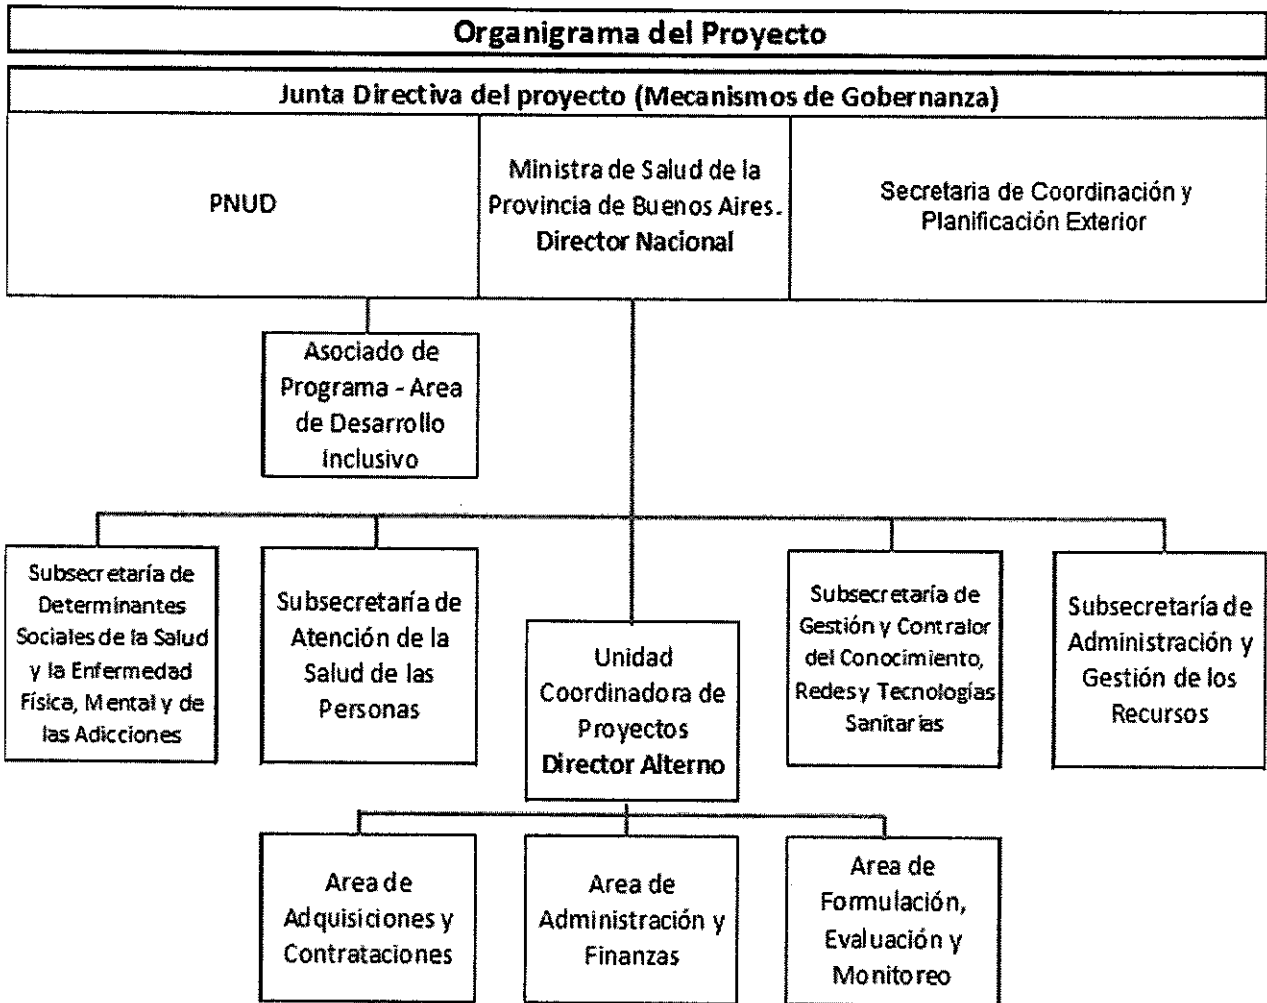 Organigrama del Proyecto
Junta Directiva del proyecto (Mecanismos de Gobernanza)
PNUD
Ministra de Salud de la
Provincia de Buenos Aires.
Director Nacional
Secretaria de Coordinación y
Planificación Exterior
Asociado de
Programa - Area
de Desarrollo
Inclusivo
Subsecretaría de
Determinantes
Sociales de la Salud
y la Enfermedad
Física, Mental y de
las Adicciones
Subsecretaría de
Atención de la
Salud de las
Personas
Unidad
Coordinadora de
Proyectos
Director Alterno
Subsecretaría de
Gestión y Contralor
del Conocimiento,
Redes y Tecnologías
Sanitarias
Subsecretaría de
Administración y
Gestión de los
Recursos
Area de
Adquisiciones y
Contrataciones
Area de
Administración y
Finanzas
Area de
Formulación,
Evaluación y
Monitoreo